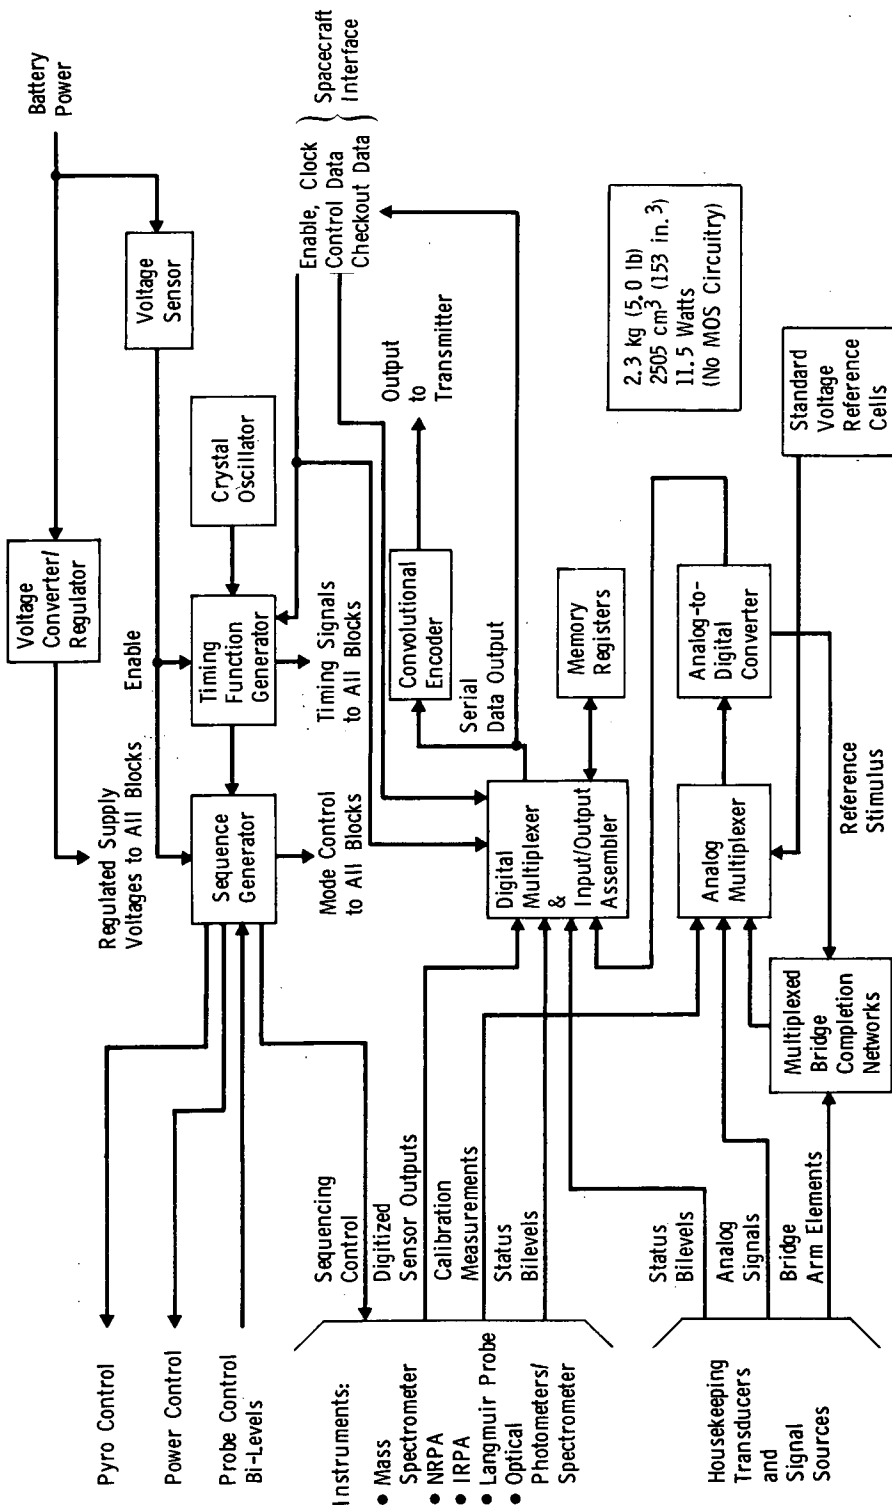 Pyro Control
Power Control
Probe Control
Bi-Levels
Instruments:
● Mass
Spectrometer
● NRPA
● IRPA
● Langmuir Probe
● Optical
Photometers/
Spectrometer
Housekeeping
Transducers
and
Signal
Sources
Sequencing
Control
Digitized
Sensor Outputs
Calibration
Measurements
Status
Bilevels
Status
Bilevels
Analog
Signals
Bridge
Arm Elements
Regulated Supply
Voltages to All Blocks
Enable
Sequence
Generator
Mode Control
to All Blocks
Digital
Multiplexer
&
Input/Output
Assembler
Analog
Multiplexer
Multiplexed
Bridge
Completion
Networks
Reference
Stimulus
Voltage
Converter/
Regulator
Timing
Function
Generator
Timing Signals
to All Blocks
Crystal
Oscillator
Convolutional
Encoder
Serial
Data Output
Memory
Registers
Analog-to-
Digital
Converter
Battery
Power
Voltage
Sensor
Enable, Clock
Control Data
Checkout Data
Spacecraft
Interface
Output
to
Transmitter
2.3 kg (5.0 lb)
2505 cm³ (153 in.³)
11.5 Watts
(No MOS Circuitry)
Standard
Voltage
Reference
Cells